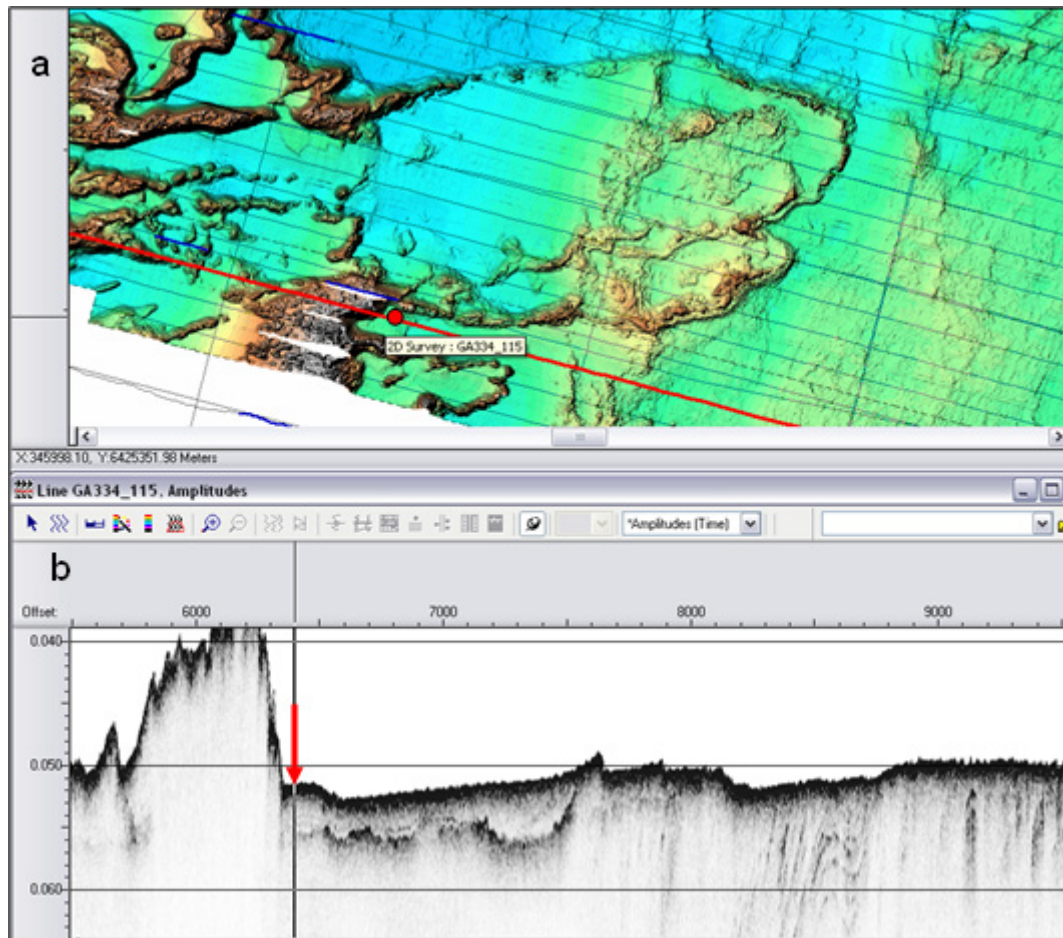 a
2D Survey : GA334_115
X:345998.10, Y:6425351.98 Meters
Line GA334_115, Amplitudes
*Amplitudes (Time)
b
Offset: 6000 7000 8000 9000
0.040
0.050
0.060